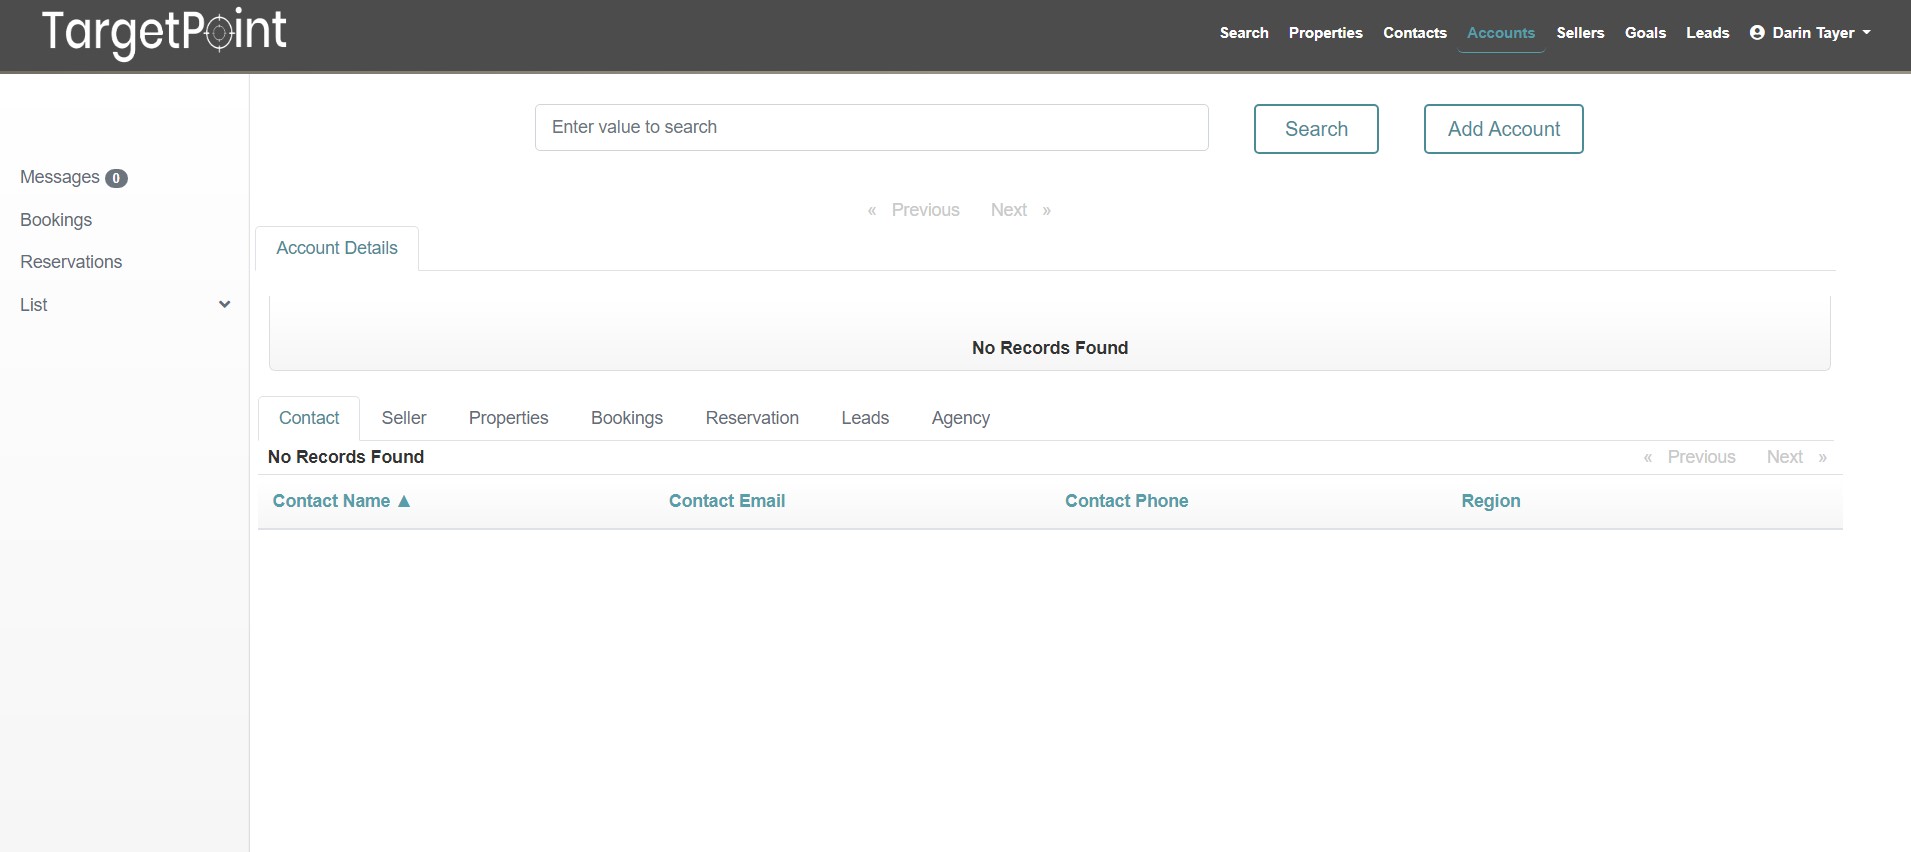 TargetPoint
Search Properties Contacts Accounts Sellers Goals Leads Darin Tayer
Enter value to search Search Add Account
Messages 0
Bookings
Reservations
List
« Previous Next »
Account Details
No Records Found
Contact Seller Properties Bookings Reservation Leads Agency
No Records Found « Previous Next »
Contact Name ▲ Contact Email Contact Phone Region